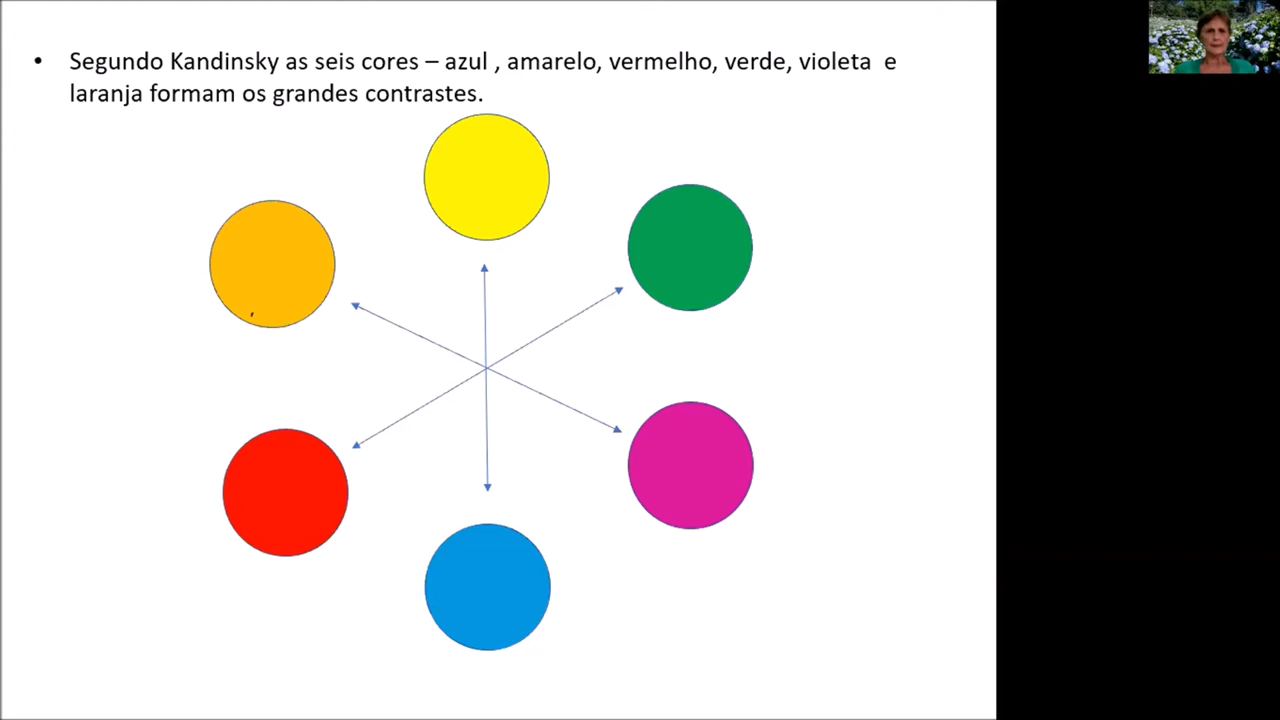 • Segundo Kandinsky as seis cores – azul , amarelo, vermelho, verde, violeta e
laranja formam os grandes contrastes.